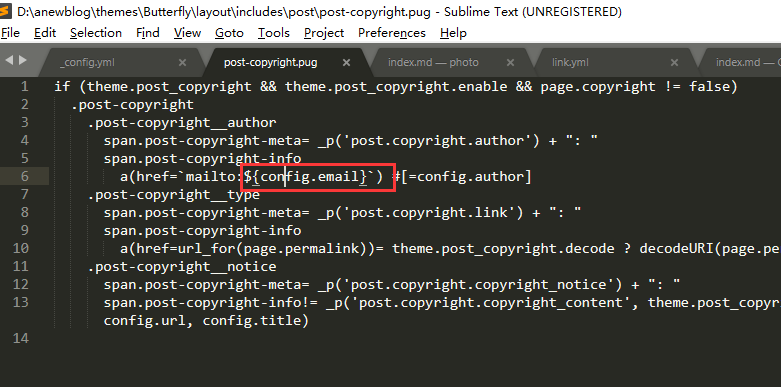 D:\anewblog\themes\Butterfly\layout\includes\post\post-copyright.pug - Sublime Text (UNREGISTERED)
File Edit Selection Find View Goto Tools Project Preferences Help
_config.yml × post-copyright.pug × index.md — photo × link.yml × index.md —
1 if (theme.post_copyright && theme.post_copyright.enable && page.copyright != false)
2 .post-copyright
3 .post-copyright__author
4 span.post-copyright-meta= _p('post.copyright.author') + ": "
5 span.post-copyright-info
6 a(href=`mailto:${config.email}`) #[=config.author]
7 .post-copyright__type
8 span.post-copyright-meta= _p('post.copyright.link') + ": "
9 span.post-copyright-info
10 a(href=url_for(page.permalink))= theme.post_copyright.decode ? decodeURI(page.pe
11 .post-copyright__notice
12 span.post-copyright-meta= _p('post.copyright.copyright_notice') + ": "
13 span.post-copyright-info!= _p('post.copyright.copyright_content', theme.post_copyr
config.url, config.title)
14